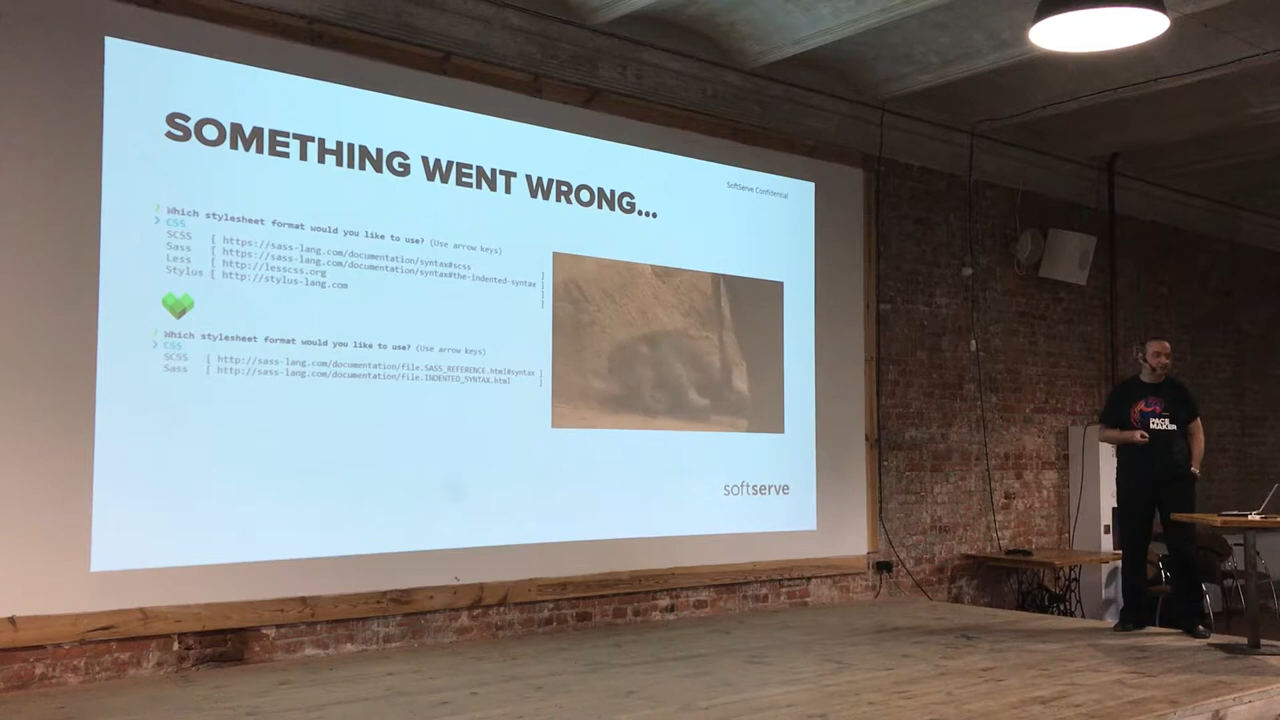 SOMETHING WENT WRONG...
SoftServe Confidential
? Which stylesheet format would you like to use? (Use arrow keys)
> CSS
SCSS [ https://sass-lang.com/documentation/syntax#scss ]
Sass [ https://sass-lang.com/documentation/syntax#the-indented-syntax ]
Less [ http://lesscss.org ]
Stylus [ http://stylus-lang.com ]
? Which stylesheet format would you like to use? (Use arrow keys)
> CSS
SCSS [ http://sass-lang.com/documentation/file.SASS_REFERENCE.html#syntax ]
Sass [ http://sass-lang.com/documentation/file.INDENTED_SYNTAX.html ]
softserve
PACE
MAKER